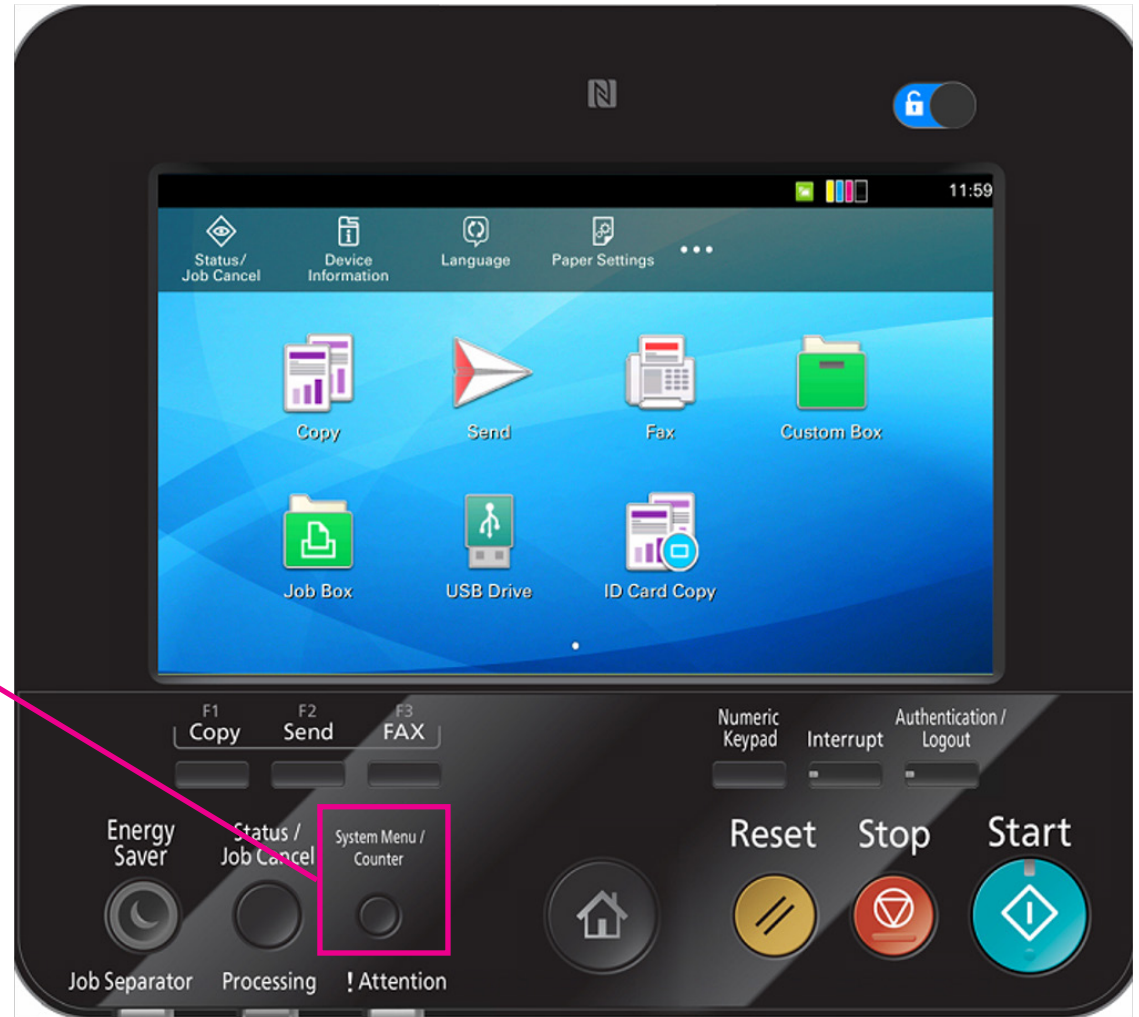 11:59
Status/
Job Cancel
Device
Information
Language
Paper Settings
Copy
Send
Fax
Custom Box
Job Box
USB Drive
ID Card Copy
F1
Copy
F2
Send
F3
FAX
Numeric
Keypad
Interrupt
Authentication /
Logout
Energy
Saver
Status /
Job Cancel
System Menu /
Counter
Reset
Stop
Start
Job Separator
Processing
! Attention